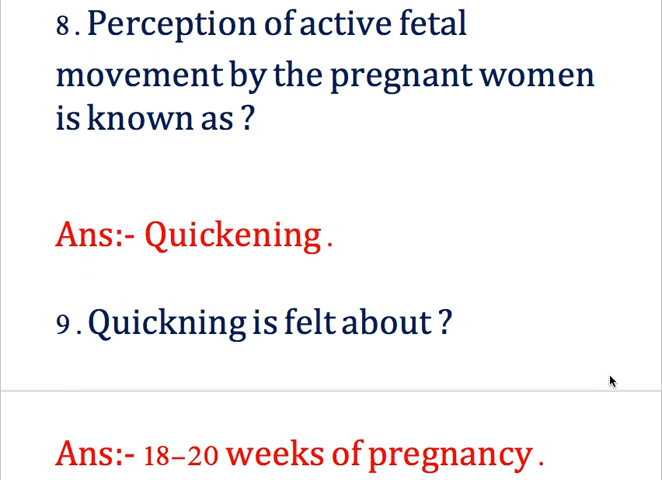 8. Perception of active fetal
movement by the pregnant women
is known as ?
Ans:- Quickening.
9. Quickning is felt about ?
Ans:- 18–20 weeks of pregnancy.